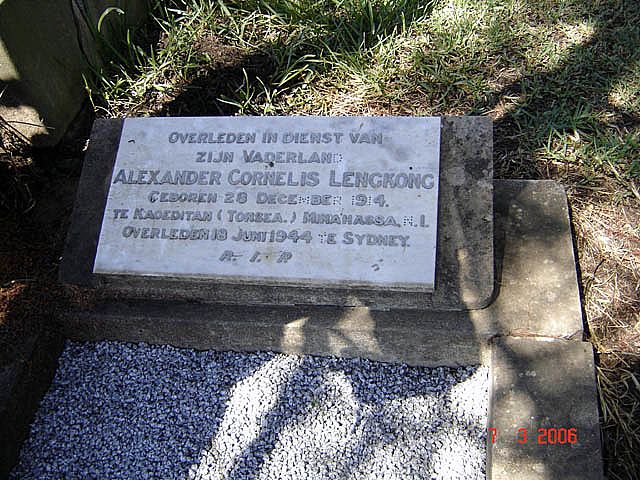 OVERLEDEN IN DIENST VAN
ZIJN VADERLAND
ALEXANDER CORNELIS LENGKONG
GEBOREN 28 DECEMBER 1914.
TE KAOEDITAN (TONSEA.) MINAHASSA, N.I.
OVERLEDEN 18 JUNI 1944 TE SYDNEY.
R-I.P
7 3 2006